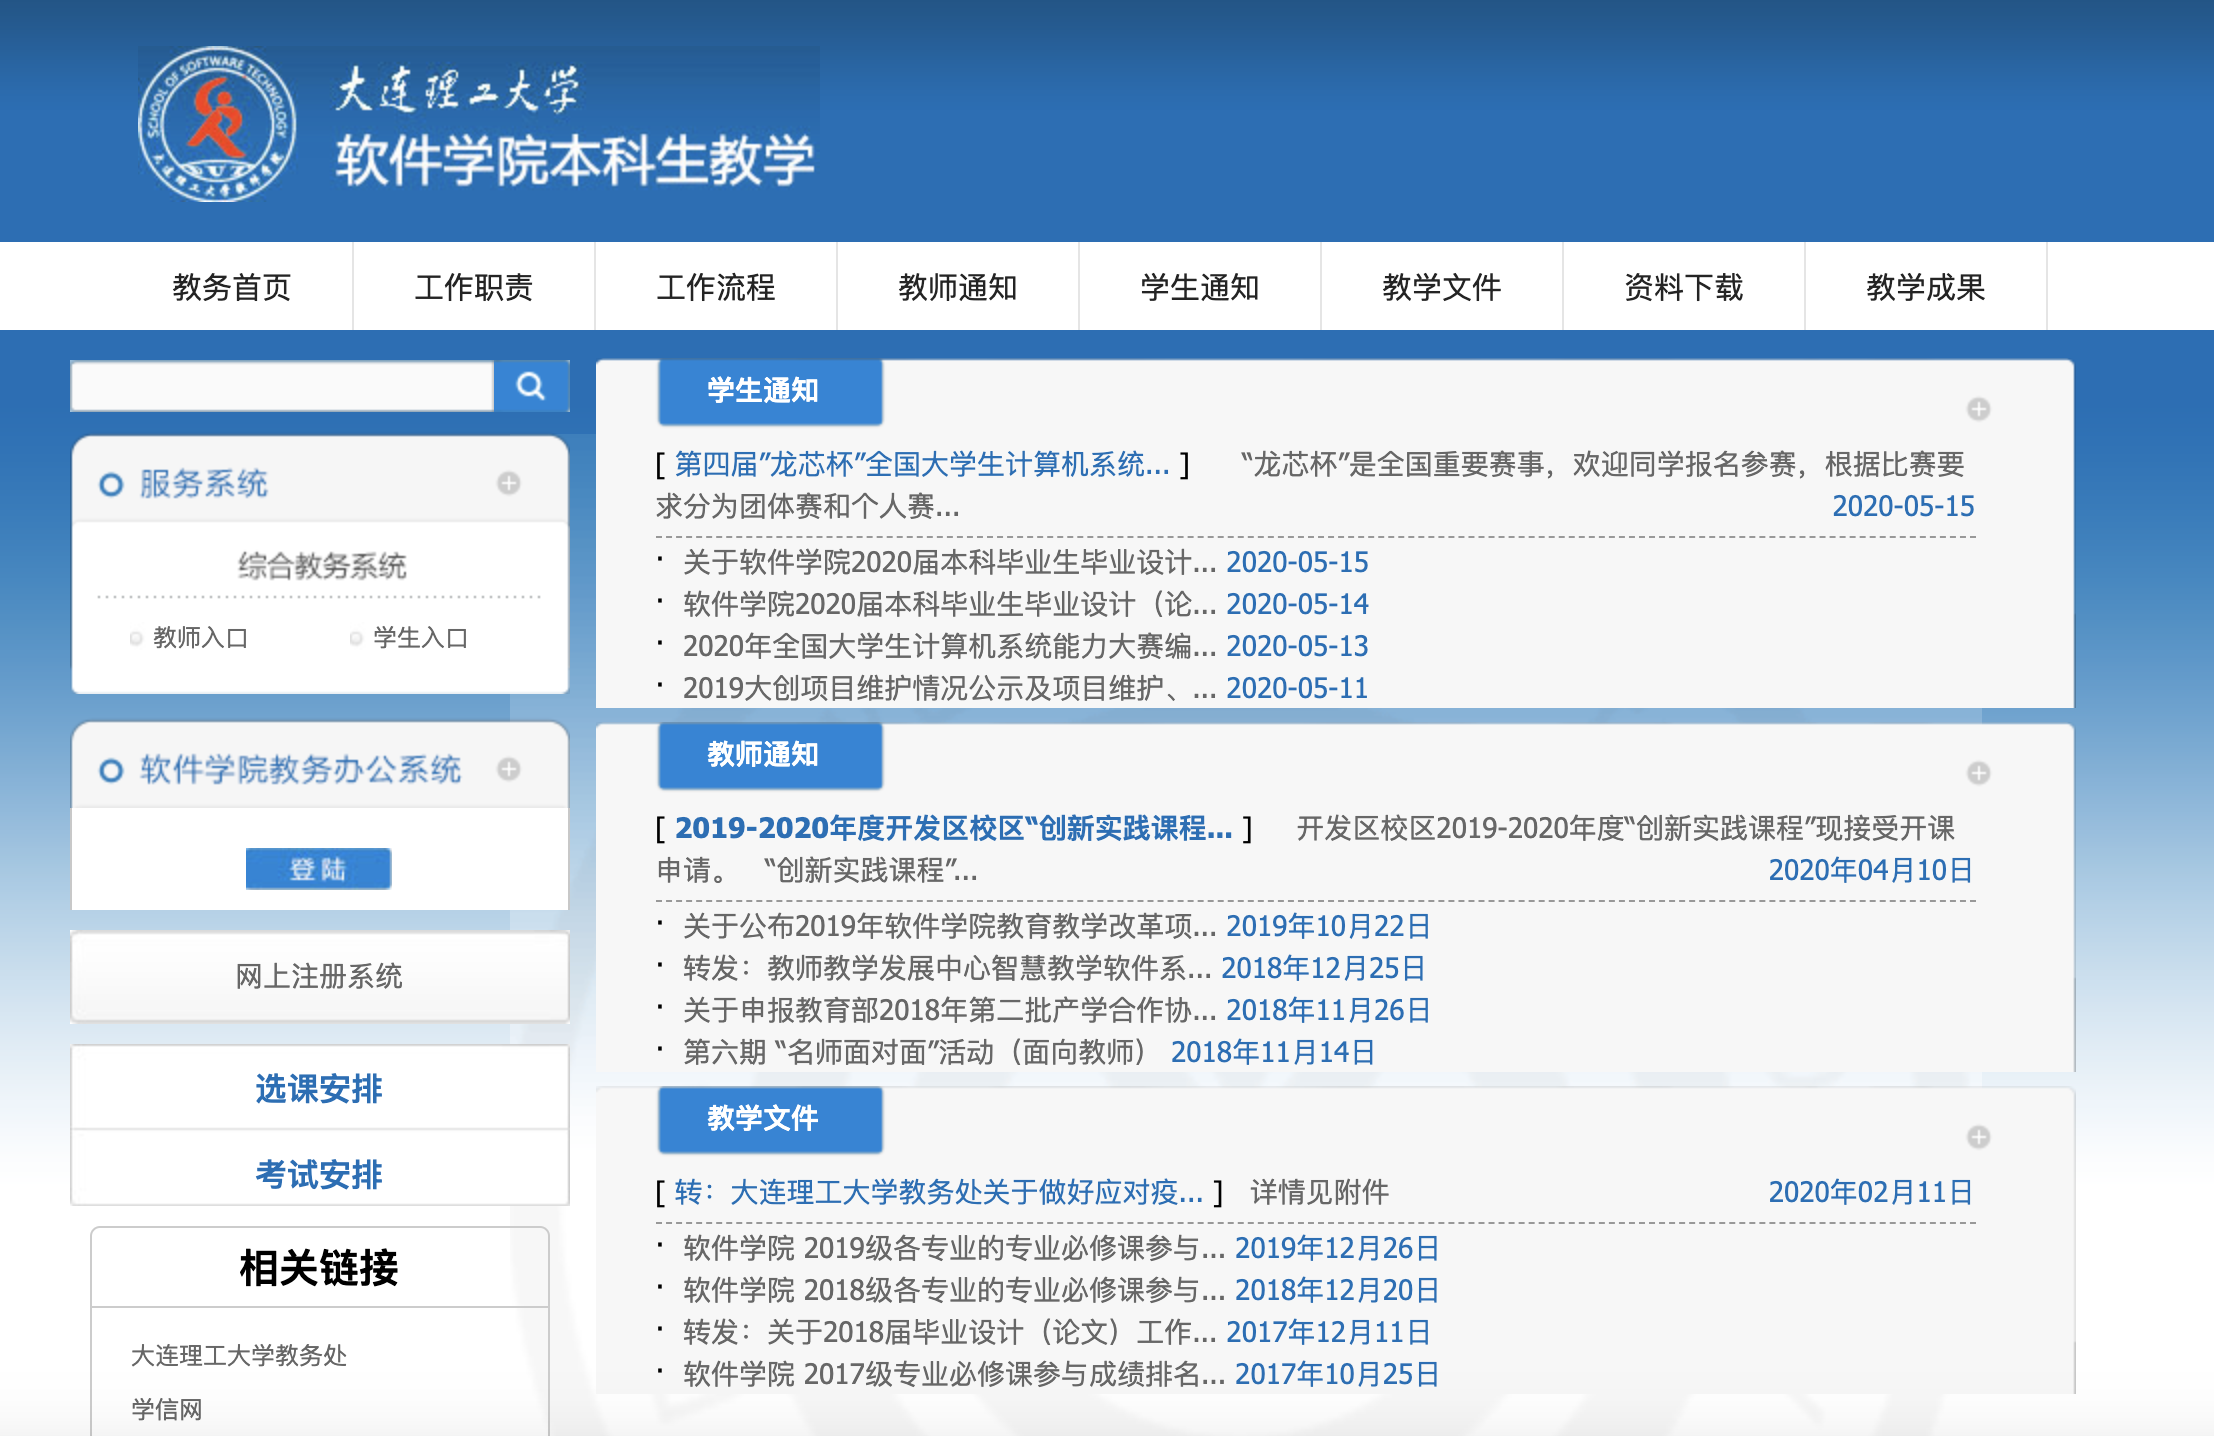 SCHOOL OF SOFTWARE TECHNOLOGY
DUT
大连理工大学软件学院
大连理工大学
软件学院本科生教学
教务首页
工作职责
工作流程
教师通知
学生通知
教学文件
资料下载
教学成果
服务系统
综合教务系统
教师入口
学生入口
软件学院教务办公系统
登陆
网上注册系统
选课安排
考试安排
相关链接
大连理工大学教务处
学信网
学生通知
[ 第四届"龙芯杯"全国大学生计算机系统... ] “龙芯杯”是全国重要赛事，欢迎同学报名参赛，根据比赛要
求分为团体赛和个人赛... 2020-05-15
· 关于软件学院2020届本科毕业生毕业设计... 2020-05-15
· 软件学院2020届本科毕业生毕业设计（论... 2020-05-14
· 2020年全国大学生计算机系统能力大赛编... 2020-05-13
· 2019大创项目维护情况公示及项目维护、... 2020-05-11
教师通知
[ 2019-2020年度开发区校区“创新实践课程... ] 开发区校区2019-2020年度“创新实践课程”现接受开课
申请。 “创新实践课程”... 2020年04月10日
· 关于公布2019年软件学院教育教学改革项... 2019年10月22日
· 转发：教师教学发展中心智慧教学软件系... 2018年12月25日
· 关于申报教育部2018年第二批产学合作协... 2018年11月26日
· 第六期 “名师面对面”活动（面向教师） 2018年11月14日
教学文件
[ 转：大连理工大学教务处关于做好应对疫... ] 详情见附件 2020年02月11日
· 软件学院 2019级各专业的专业必修课参与... 2019年12月26日
· 软件学院 2018级各专业的专业必修课参与... 2018年12月20日
· 转发：关于2018届毕业设计（论文）工作... 2017年12月11日
· 软件学院 2017级专业必修课参与成绩排名... 2017年10月25日